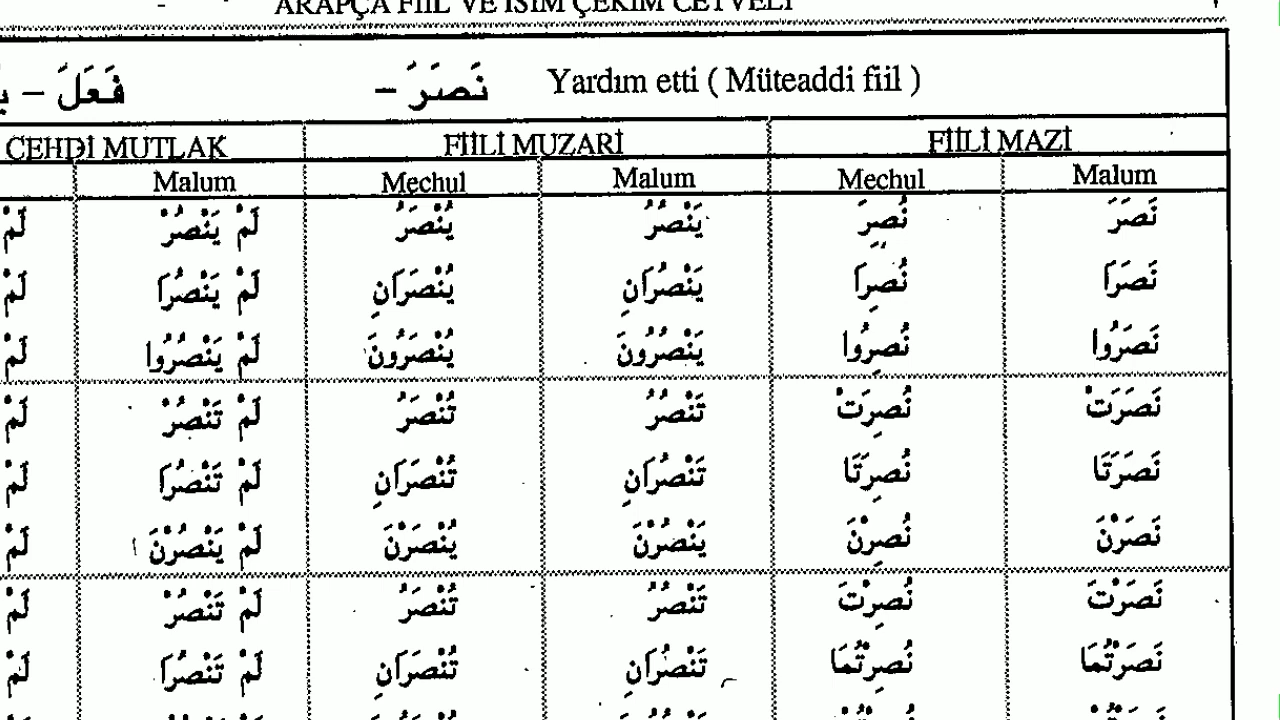 ARAPÇA FİİL VE İSİM ÇEKİM CETVELİ
فَعَلَ – نَصَرَ – Yardım etti ( Müteaddi fiil )
CEHDİ MUTLAK FİİLİ MUZARİ FİİLİ MAZİ
Malum Mechul Malum Mechul Malum
نَصَرَ نُصِرَ يَنْصُرُ يُنْصَرُ لَمْ يَنْصُرْ لَمْ
نَصَرَا نُصِرَا يَنْصُرَانِ يُنْصَرَانِ لَمْ يَنْصُرَا لَمْ
نَصَرُوا نُصِرُوا يَنْصُرُونَ يُنْصَرُونَ لَمْ يَنْصُرُوا لَمْ
نَصَرَتْ نُصِرَتْ تَنْصُرُ تُنْصَرُ لَمْ تَنْصُرْ لَمْ
نَصَرَتَا نُصِرَتَا تَنْصُرَانِ تُنْصَرَانِ لَمْ تَنْصُرَا لَمْ
نَصَرْنَ نُصِرْنَ يَنْصُرْنَ يُنْصَرْنَ لَمْ يَنْصُرْنَ لَمْ
نَصَرْتَ نُصِرْتَ تَنْصُرُ تُنْصَرُ لَمْ تَنْصُرْ لَمْ
نَصَرْتُمَا نُصِرْتُمَا تَنْصُرَانِ تُنْصَرَانِ لَمْ تَنْصُرَا لَمْ